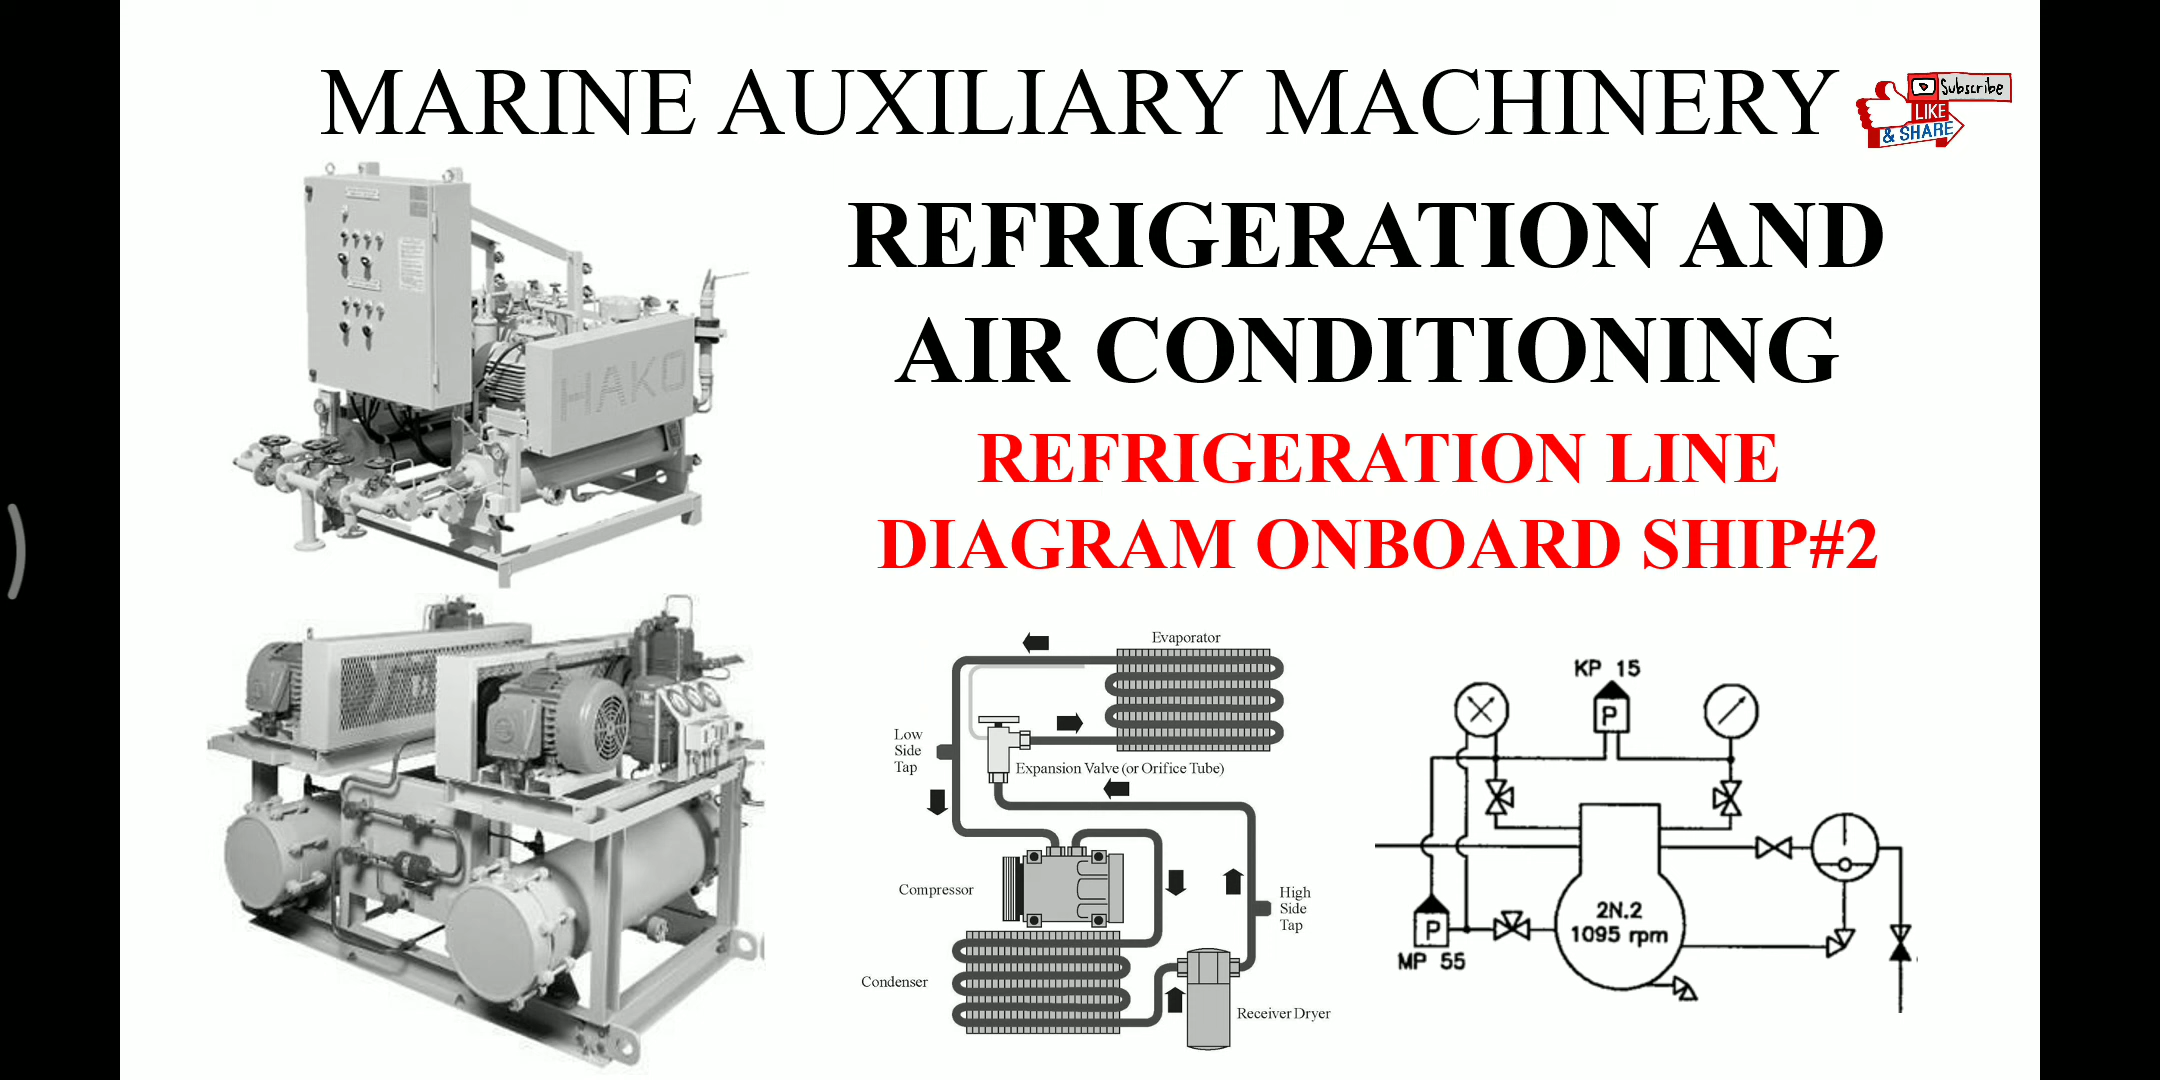 MARINE AUXILIARY MACHINERY
Subscribe
LIKE
& SHARE
REFRIGERATION AND
AIR CONDITIONING
REFRIGERATION LINE
DIAGRAM ONBOARD SHIP#2
HAKO
Evaporator
Low
Side
Tap
Expansion Valve (or Orifice Tube)
Compressor
High
Side
Tap
Condenser
Receiver Dryer
KP 15
P
2N.2
1095 rpm
P
MP 55